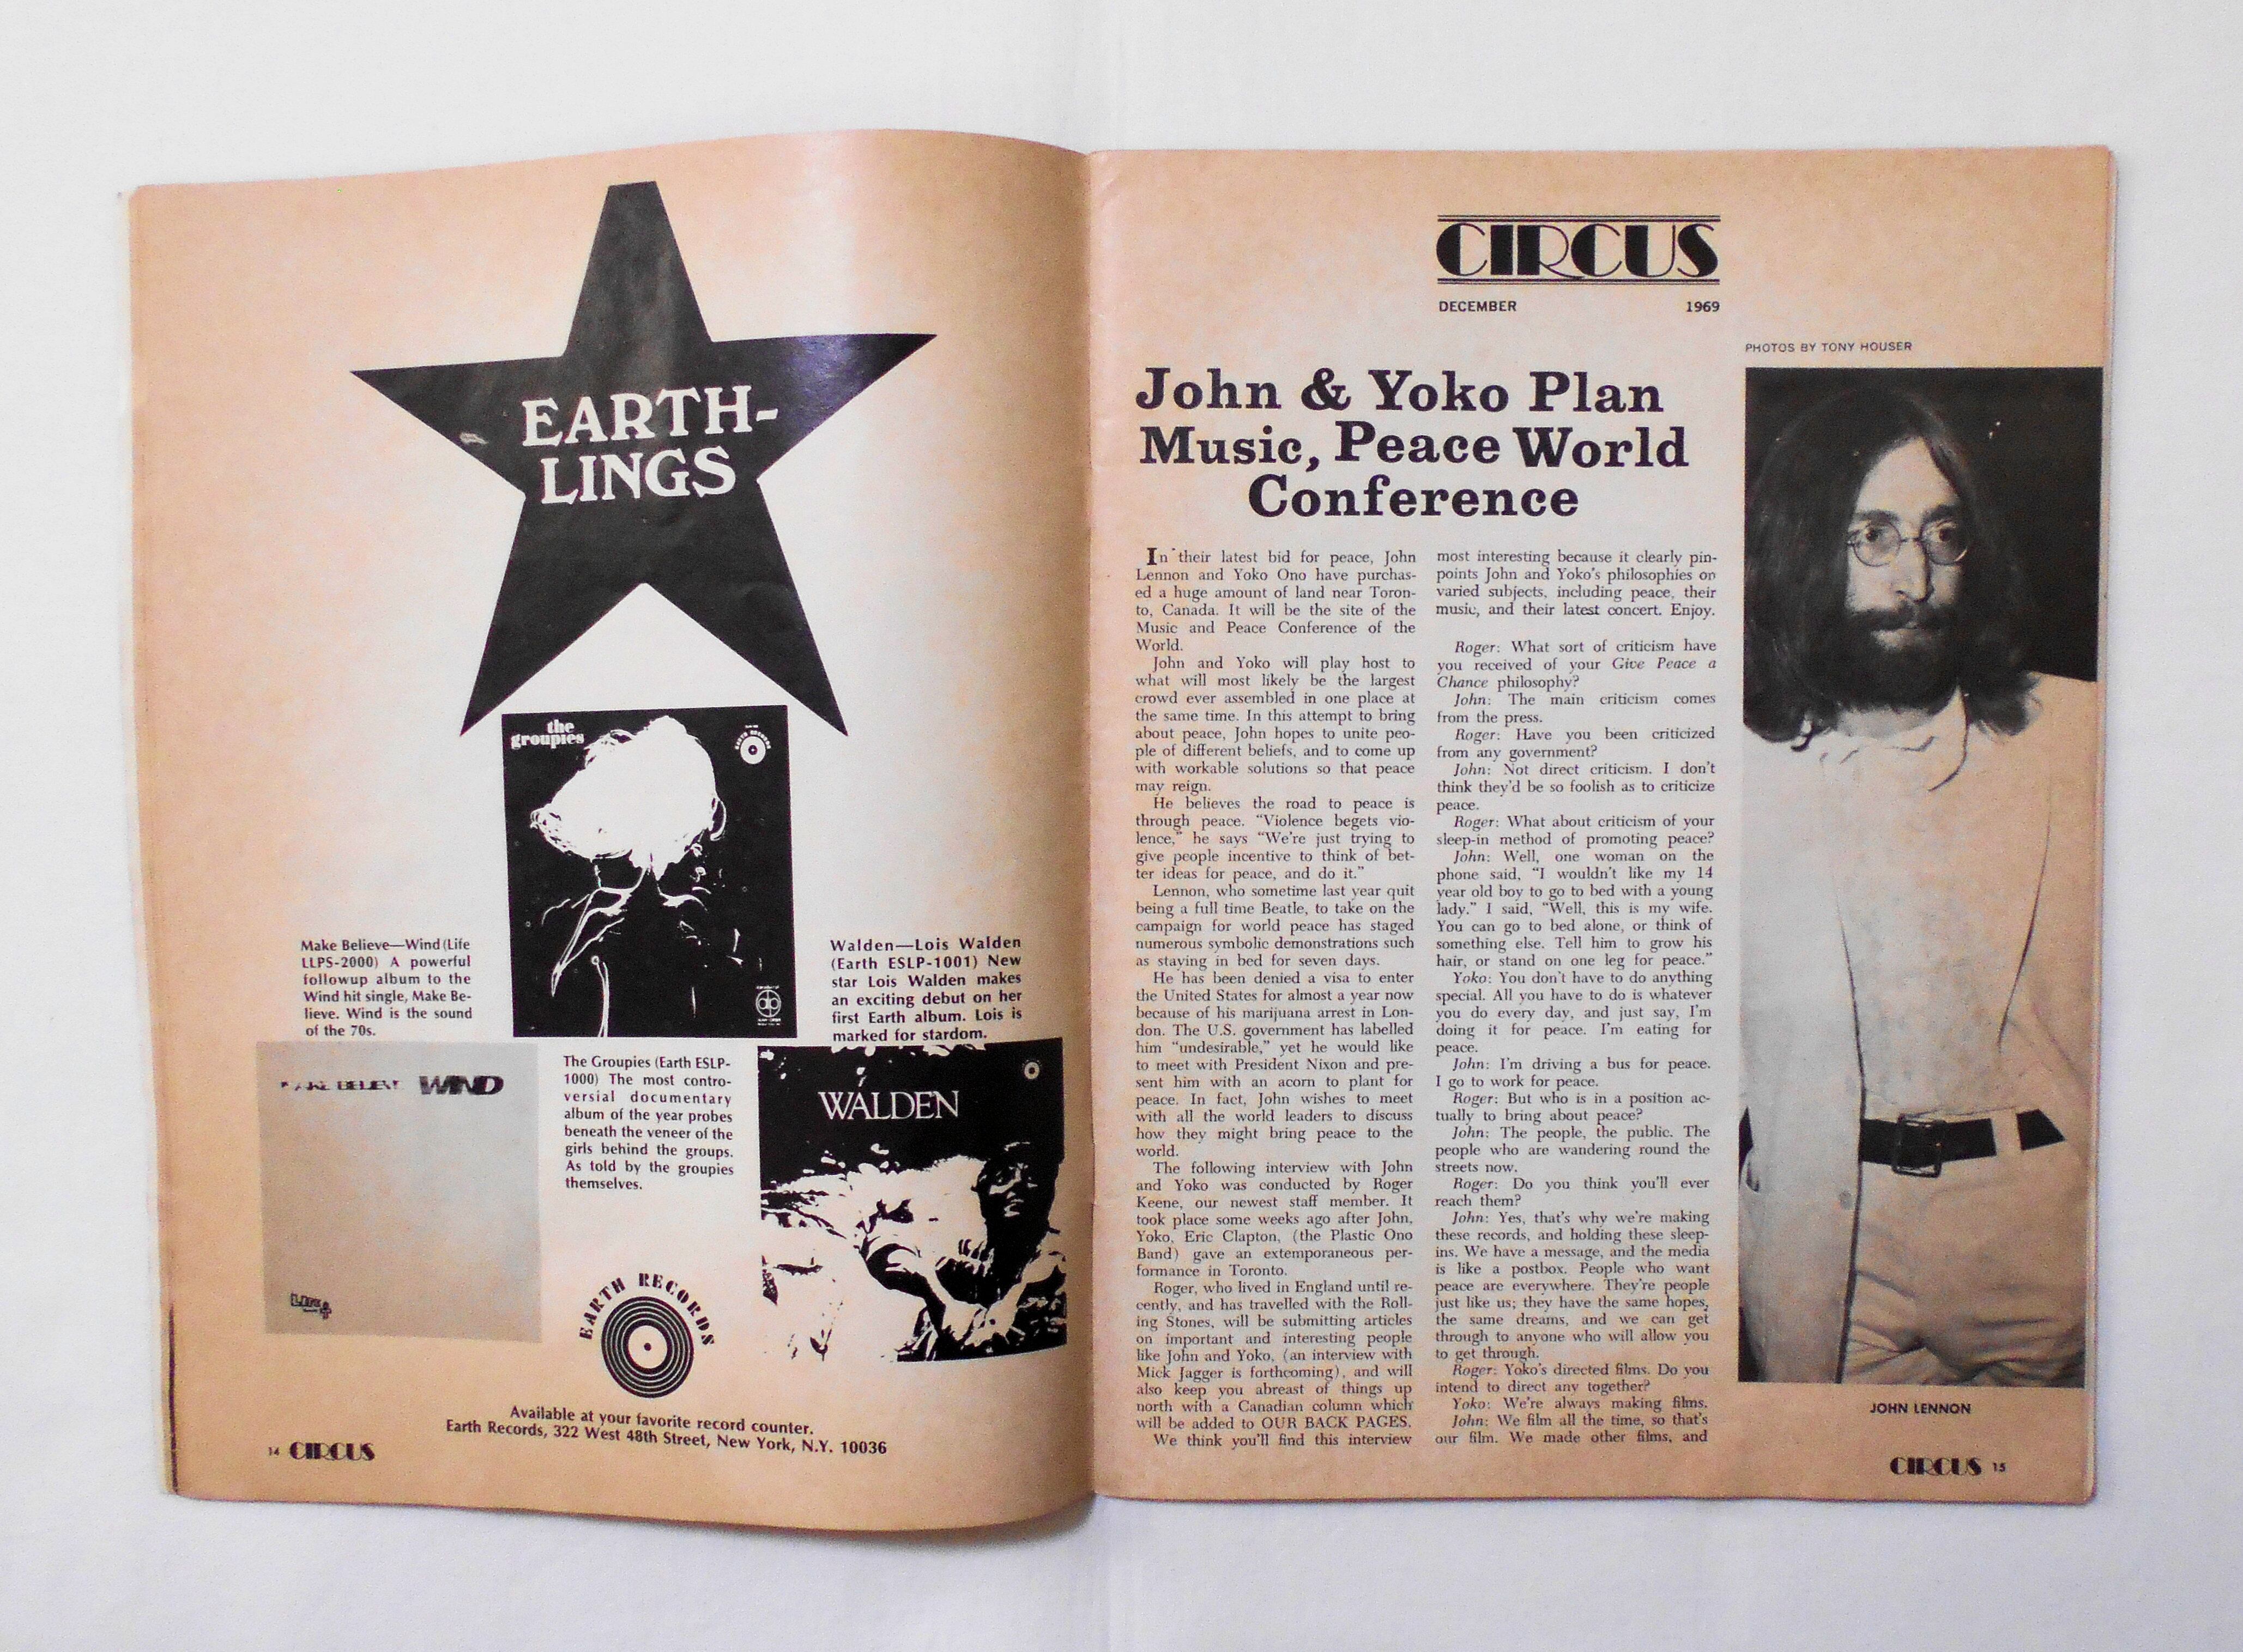 EARTH-
LINGS
the
groupies
Make Believe—Wind (Life
LLPS-2000) A powerful
followup album to the
Wind hit single, Make Be-
lieve. Wind is the sound
of the 70s.
Walden—Lois Walden
(Earth ESLP-1001) New
star Lois Walden makes
an exciting debut on her
first Earth album. Lois is
marked for stardom.
MAKE BELIEVE WIND
LIFE
The Groupies (Earth ESLP-
1000) The most contro-
versial documentary
album of the year probes
beneath the veneer of the
girls behind the groups.
As told by the groupies
themselves.
WALDEN
EARTH RECORDS
Available at your favorite record counter.
Earth Records, 322 West 48th Street, New York, N.Y. 10036
14 CIRCUS
CIRCUS
DECEMBER 1969
PHOTOS BY TONY HOUSER
John & Yoko Plan
Music, Peace World
Conference
In their latest bid for peace, John
Lennon and Yoko Ono have purchas-
ed a huge amount of land near Toron-
to, Canada. It will be the site of the
Music and Peace Conference of the
World.
John and Yoko will play host to
what will most likely be the largest
crowd ever assembled in one place at
the same time. In this attempt to bring
about peace, John hopes to unite peo-
ple of different beliefs, and to come up
with workable solutions so that peace
may reign.
He believes the road to peace is
through peace. "Violence begets vio-
lence," he says "We're just trying to
give people incentive to think of bet-
ter ideas for peace, and do it."
Lennon, who sometime last year quit
being a full time Beatle, to take on the
campaign for world peace has staged
numerous symbolic demonstrations such
as staying in bed for seven days.
He has been denied a visa to enter
the United States for almost a year now
because of his marijuana arrest in Lon-
don. The U.S. government has labelled
him "undesirable," yet he would like
to meet with President Nixon and pre-
sent him with an acorn to plant for
peace. In fact, John wishes to meet
with all the world leaders to discuss
how they might bring peace to the
world.
The following interview with John
and Yoko was conducted by Roger
Keene, our newest staff member. It
took place some weeks ago after John,
Yoko, Eric Clapton, (the Plastic Ono
Band) gave an extemporaneous per-
formance in Toronto.
Roger, who lived in England until re-
cently, and has travelled with the Roll-
ing Stones, will be submitting articles
on important and interesting people
like John and Yoko, (an interview with
Mick Jagger is forthcoming), and will
also keep you abreast of things up
north with a Canadian column which
will be added to OUR BACK PAGES.
We think you'll find this interview
most interesting because it clearly pin-
points John and Yoko's philosophies on
varied subjects, including peace, their
music, and their latest concert. Enjoy.
Roger: What sort of criticism have
you received of your Give Peace a
Chance philosophy?
John: The main criticism comes
from the press.
Roger: Have you been criticized
from any government?
John: Not direct criticism. I don't
think they'd be so foolish as to criticize
peace.
Roger: What about criticism of your
sleep-in method of promoting peace?
John: Well, one woman on the
phone said, "I wouldn't like my 14
year old boy to go to bed with a young
lady." I said, "Well, this is my wife.
You can go to bed alone, or think of
something else. Tell him to grow his
hair, or stand on one leg for peace."
Yoko: You don't have to do anything
special. All you have to do is whatever
you do every day, and just say, I'm
doing it for peace. I'm eating for
peace.
John: I'm driving a bus for peace.
I go to work for peace.
Roger: But who is in a position ac-
tually to bring about peace?
John: The people, the public. The
people who are wandering round the
streets now.
Roger: Do you think you'll ever
reach them?
John: Yes, that's why we're making
these records, and holding these sleep-
ins. We have a message, and the media
is like a postbox. People who want
peace are everywhere. They're people
just like us; they have the same hopes,
the same dreams, and we can get
through to anyone who will allow you
to get through.
Roger: Yoko's directed films. Do you
intend to direct any together?
Yoko: We're always making films.
John: We film all the time, so that's
our film. We made other films, and
JOHN LENNON
CIRCUS 15